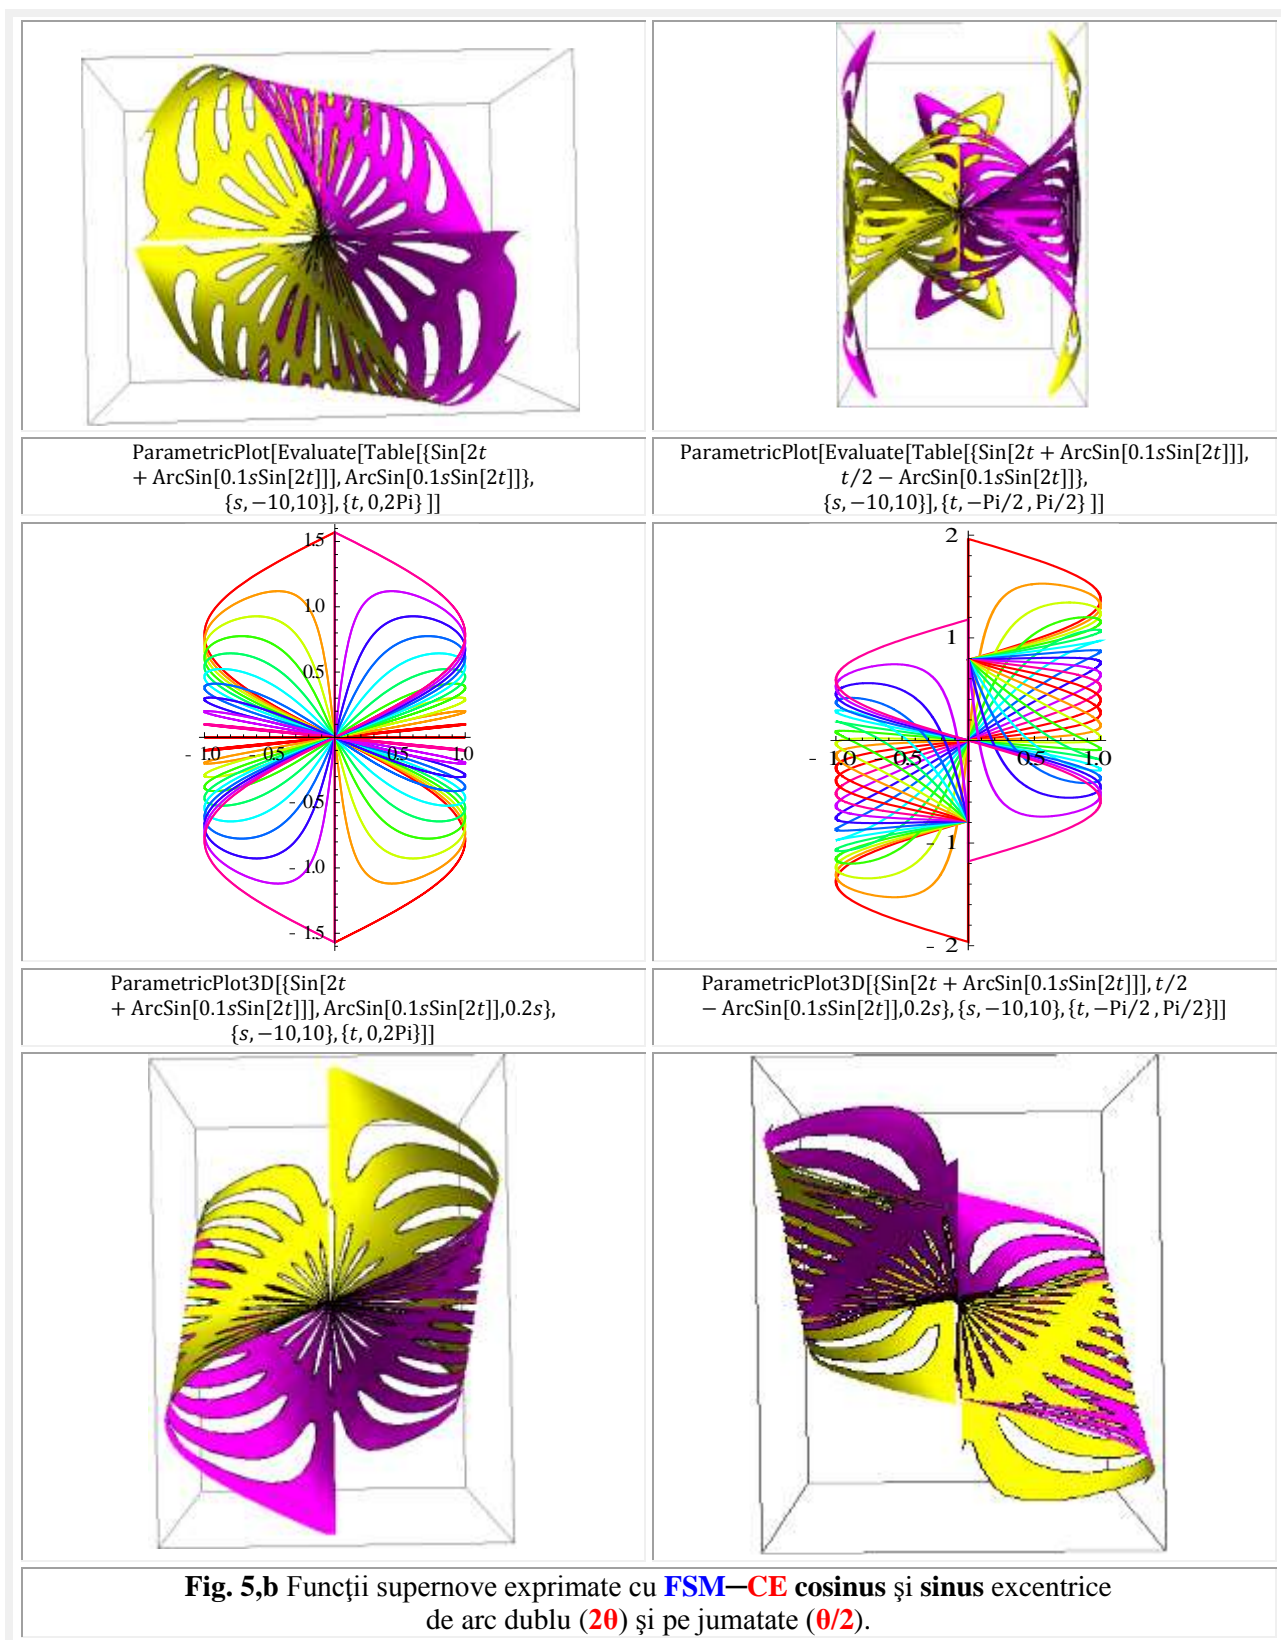 ParametricPlot[Evaluate[Table[{Sin[2t
+ ArcSin[0.1sSin[2t]]], ArcSin[0.1sSin[2t]]},
{s, −10,10}], {t, 0,2Pi} ]]
ParametricPlot[Evaluate[Table[{Sin[2t + ArcSin[0.1sSin[2t]]],
t/2 − ArcSin[0.1sSin[2t]]},
{s, −10,10}], {t, −Pi/2 , Pi/2} ]]
1.5
1.0
0.5
- 1.0 - 0.5 0.5 1.0
- 0.5
- 1.0
- 1.5
2
1
- 1.0 0.5 0.5 1.0
- 1
- 2
ParametricPlot3D[{Sin[2t
+ ArcSin[0.1sSin[2t]]], ArcSin[0.1sSin[2t]],0.2s},
{s, −10,10}, {t, 0,2Pi}]]
ParametricPlot3D[{Sin[2t + ArcSin[0.1sSin[2t]]], t/2
− ArcSin[0.1sSin[2t]],0.2s}, {s, −10,10}, {t, −Pi/2 , Pi/2}]]
Fig. 5,b Funcţii supernove exprimate cu FSM—CE cosinus şi sinus excentrice
de arc dublu (2θ) şi pe jumatate (θ/2).